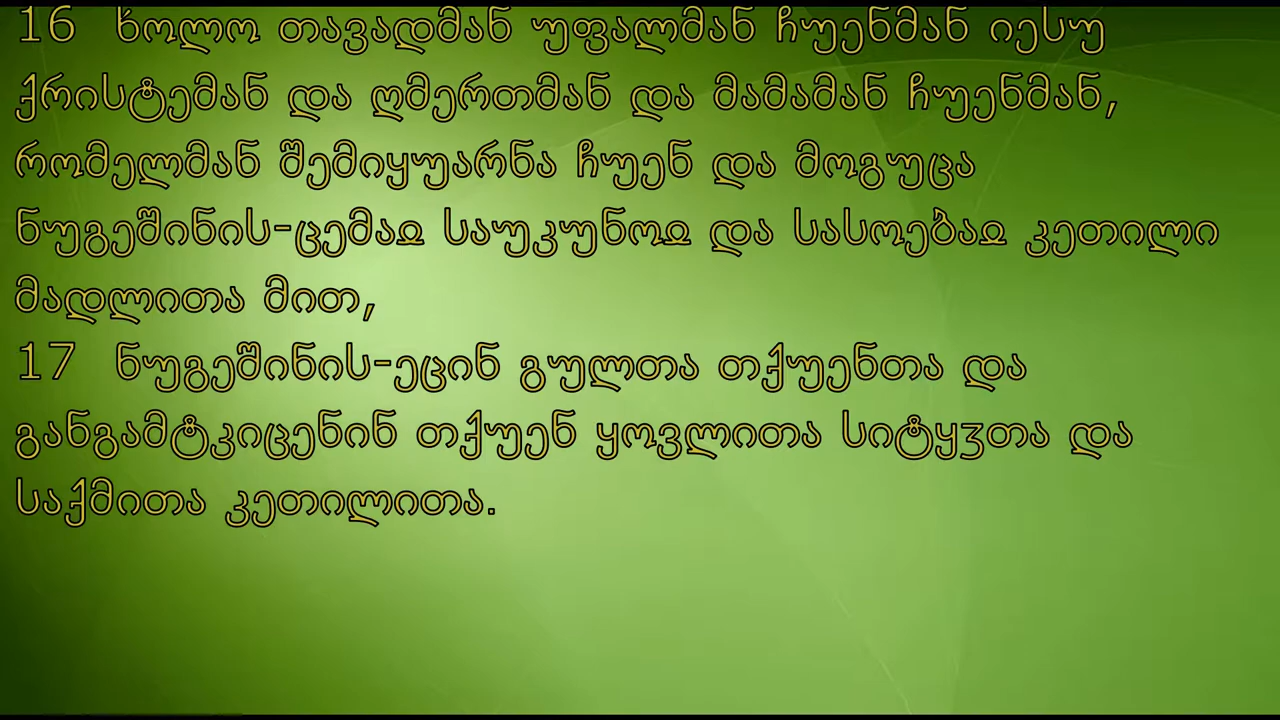 16 ხოლო თავადმან უფალმან ჩუენმან იესუ
ქრისტემან და ღმერთმან და მამამან ჩუენმან,
რომელმან შემიყუარნა ჩუენ და მოგუცა
ნუგეშინის-ცემაჲ საუკუნოჲ და სასოებაჲ კეთილი
მადლითა მით,
17 ნუგეშინის-ეცინ გულთა თქუენთა და
განგამტკიცენინ თქუენ ყოვლითა სიტყჳთა და
საქმითა კეთილითა.